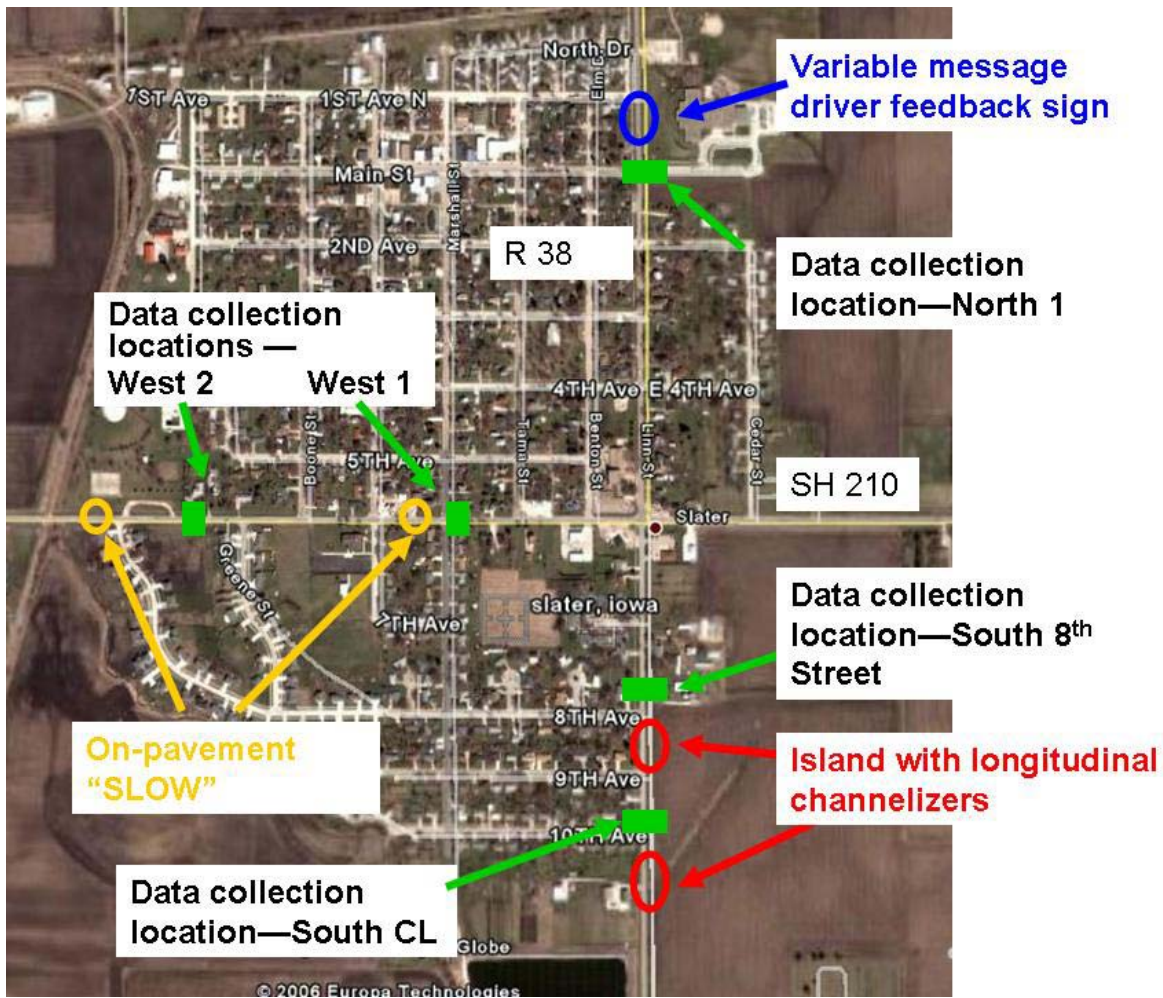 North Dr
Elm
1ST Ave
1ST Ave N
Variable message
driver feedback sign
Main St
Marshall St
2ND Ave
R 38
Data collection
location—North 1
Data collection
locations —
West 2 West 1
4TH Ave E 4TH Ave
Boone St
Tama St
Benton St
Linn St
Cedar St
5TH Ave
SH 210
Slater
Greene St
slater, iowa
7TH Ave
Data collection
location—South 8th
Street
8TH Ave
On-pavement
“SLOW”
9TH Ave
Island with longitudinal
channelizers
10TH Ave
Data collection
location—South CL
Globe
© 2006 Europa Technologies